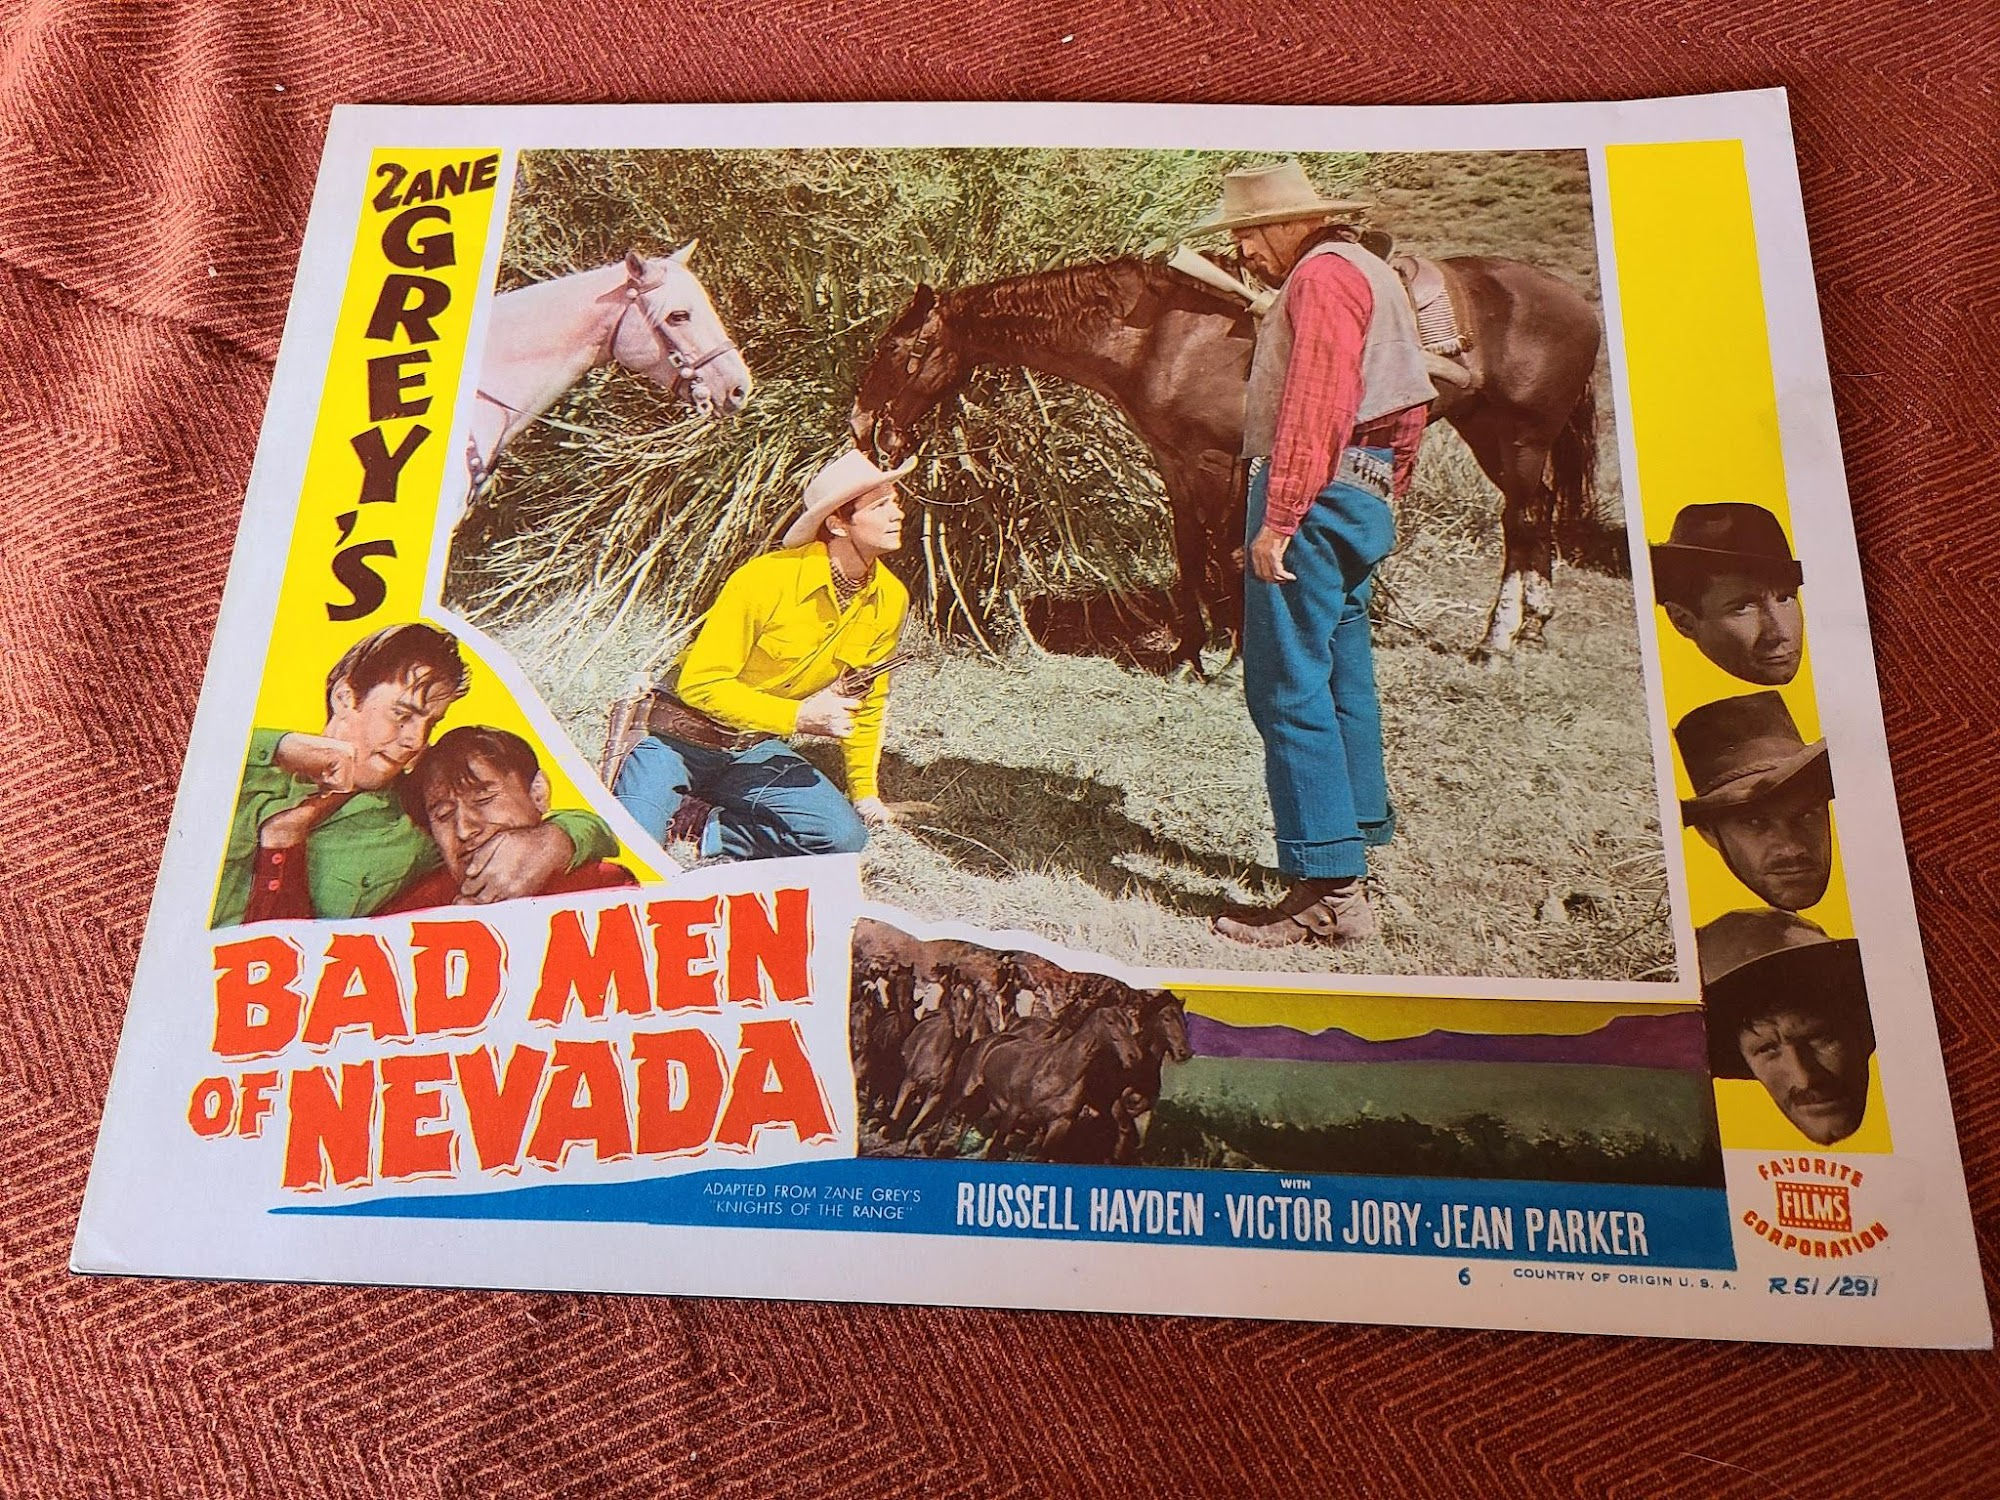 ZANE
GREY'S
BAD MEN
OF NEVADA
ADAPTED FROM ZANE GREY'S
"KNIGHTS OF THE RANGE"
WITH
RUSSELL HAYDEN · VICTOR JORY · JEAN PARKER
FAVORITE
FILMS
CORPORATION
6 COUNTRY OF ORIGIN U. S. A. R51/291